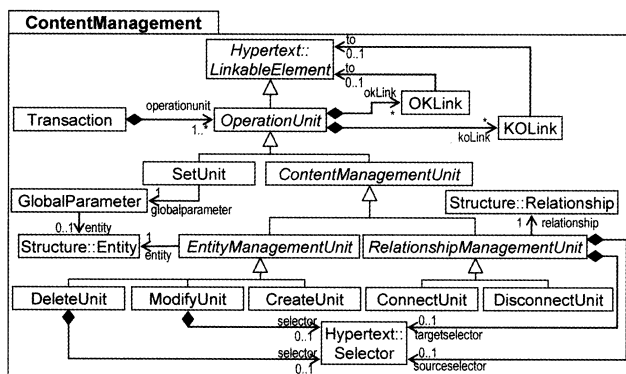 ContentManagement
Hypertext::
LinkableElement
to
0..1
to
0..1
okLink
*
OKLink
Transaction
operationunit
1..*
OperationUnit
*
koLink
KOLink
SetUnit
ContentManagementUnit
GlobalParameter
1
globalparameter
Structure::Relationship
1
relationship
0..1
entity
Structure::Entity
1
entity
EntityManagementUnit
RelationshipManagementUnit
DeleteUnit
ModifyUnit
CreateUnit
ConnectUnit
DisconnectUnit
selector
0..1
Hypertext::
Selector
0..1
targetselector
selector
0..1
0..1
sourceselector